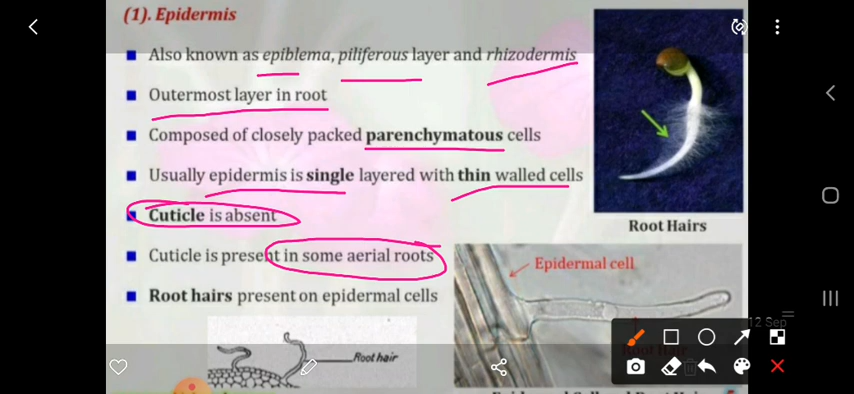 (1). Epidermis
Also known as epiblema, piliferous layer and rhizodermis
Outermost layer in root
Composed of closely packed parenchymatous cells
Usually epidermis is single layered with thin walled cells
Cuticle is absent
Root Hairs
Cuticle is present in some aerial roots
Epidermal cell
Root hairs present on epidermal cells
12 Sep
Root hair